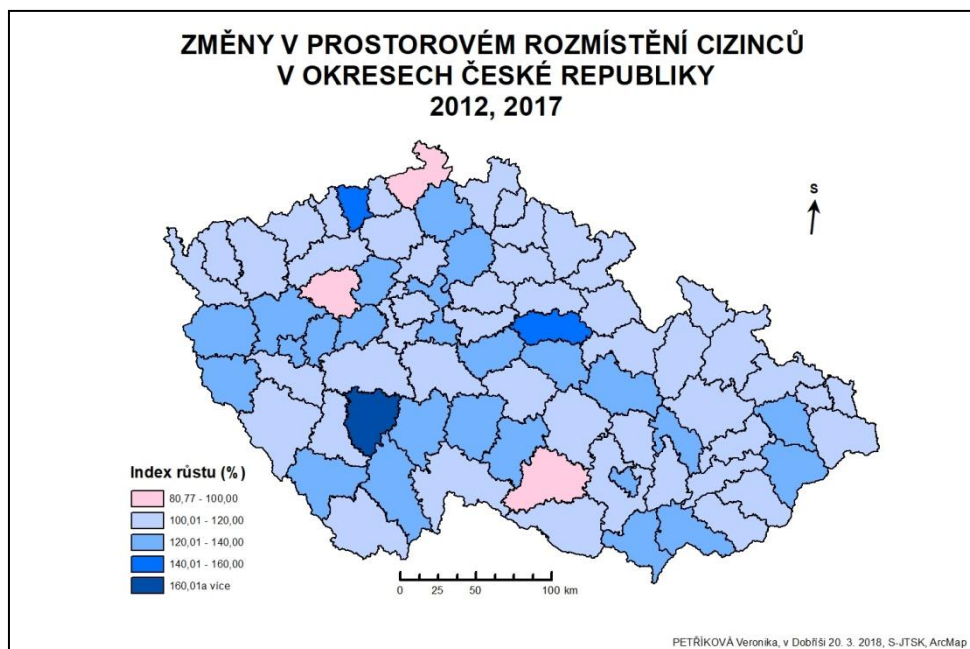 ZMĚNY V PROSTOROVÉM ROZMÍSTĚNÍ CIZINCŮ
V OKRESECH ČESKÉ REPUBLIKY
2012, 2017
S
Index růstu (%)
80,77 - 100,00
100,01 - 120,00
120,01 - 140,00
140,01 - 160,00
160,01a více
0 25 50 100 km
PETŘÍKOVÁ Veronika, v Dobříši 20. 3. 2018, S-JTSK, ArcMap